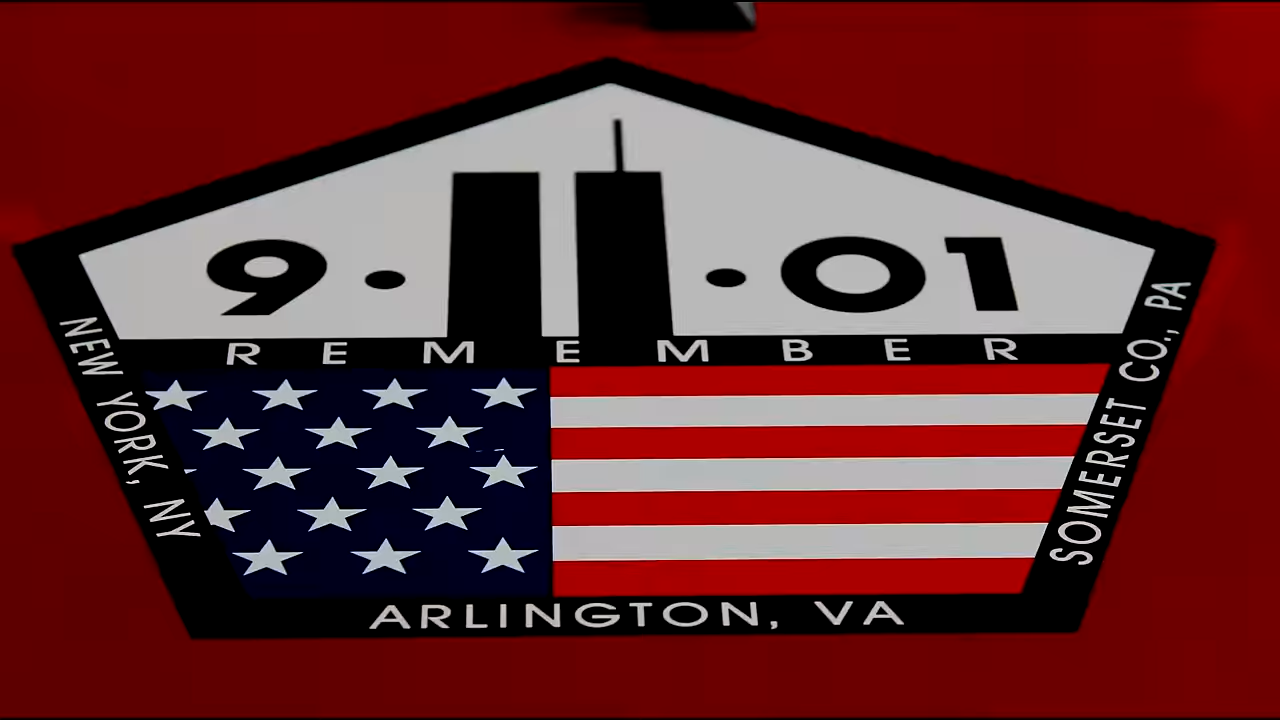 9 · 11 · 01
REMEMBER
NEW YORK, NY
SOMERSET CO., PA
ARLINGTON, VA